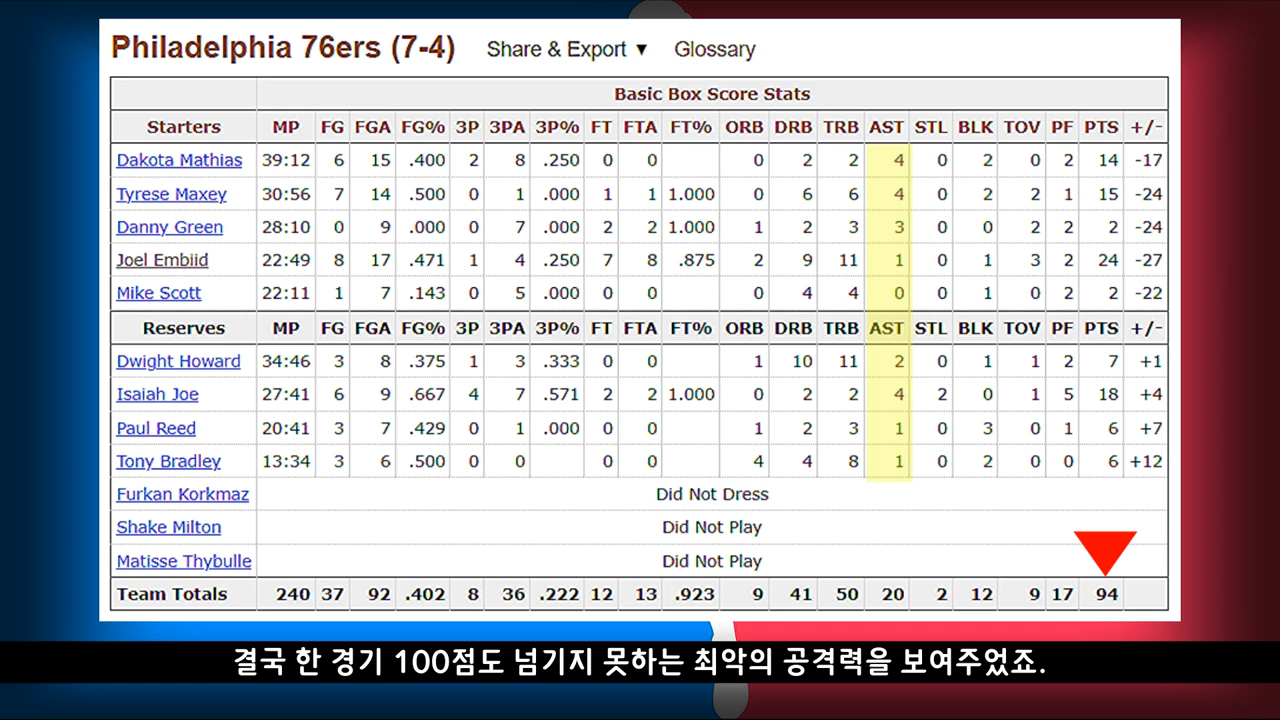 Philadelphia 76ers (7-4) Share & Export ▼ Glossary
Basic Box Score Stats
Starters MP FG FGA FG% 3P 3PA 3P% FT FTA FT% ORB DRB TRB AST STL BLK TOV PF PTS +/-
Dakota Mathias 39:12 6 15 .400 2 8 .250 0 0 0 2 2 4 0 2 0 2 14 -17
Tyrese Maxey 30:56 7 14 .500 0 1 .000 1 1 1.000 0 6 6 4 0 2 2 1 15 -24
Danny Green 28:10 0 9 .000 0 7 .000 2 2 1.000 1 2 3 3 0 0 2 2 2 -24
Joel Embiid 22:49 8 17 .471 1 4 .250 7 8 .875 2 9 11 1 0 1 3 2 24 -27
Mike Scott 22:11 1 7 .143 0 5 .000 0 0 0 4 4 0 0 1 0 2 2 -22
Reserves MP FG FGA FG% 3P 3PA 3P% FT FTA FT% ORB DRB TRB AST STL BLK TOV PF PTS +/-
Dwight Howard 34:46 3 8 .375 1 3 .333 0 0 1 10 11 2 0 1 1 2 7 +1
Isaiah Joe 27:41 6 9 .667 4 7 .571 2 2 1.000 0 2 2 4 2 0 1 5 18 +4
Paul Reed 20:41 3 7 .429 0 1 .000 0 0 1 2 3 1 0 3 0 1 6 +7
Tony Bradley 13:34 3 6 .500 0 0 0 0 4 4 8 1 0 2 0 0 6 +12
Furkan Korkmaz Did Not Dress
Shake Milton Did Not Play
Matisse Thybulle Did Not Play
Team Totals 240 37 92 .402 8 36 .222 12 13 .923 9 41 50 20 2 12 9 17 94
결국 한 경기 100점도 넘기지 못하는 최악의 공격력을 보여주었죠.